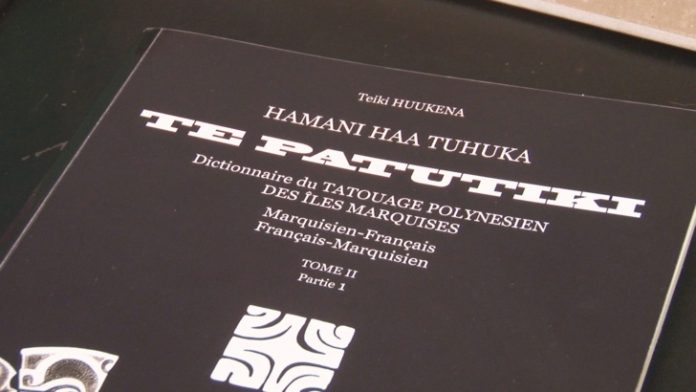 Teiki HUUKENA
HAMANI HAA TUHUKA
TE PATUTIKI
Dictionnaire du TATOUAGE POLYNESIEN
DES ÎLES MARQUISES
Marquisien-Français
Français-Marquisien
TOME II
Partie 1